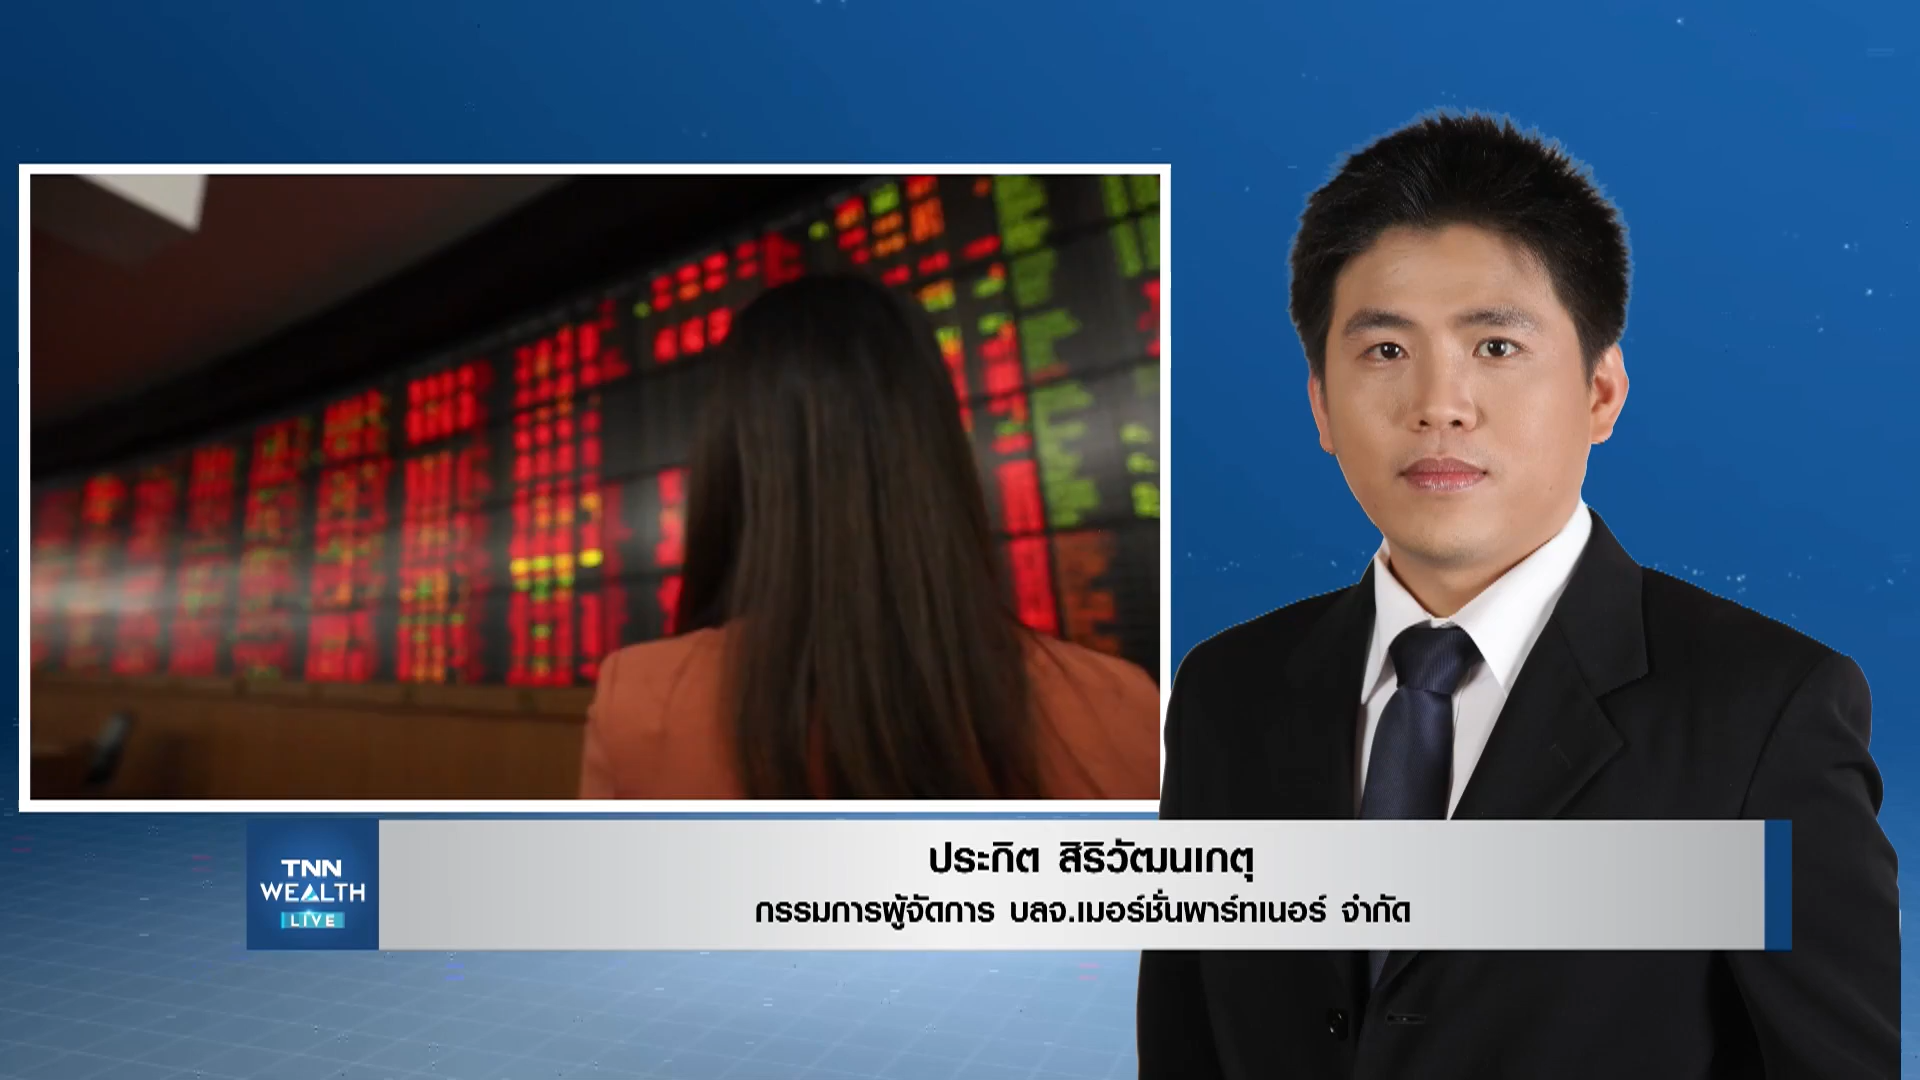 ประกิต สิริวัฒนเกตุ
กรรมการผู้จัดการ บลจ.เมอร์ชั่นพาร์ทเนอร์ จำกัด
TNN
WEALTH
LIVE